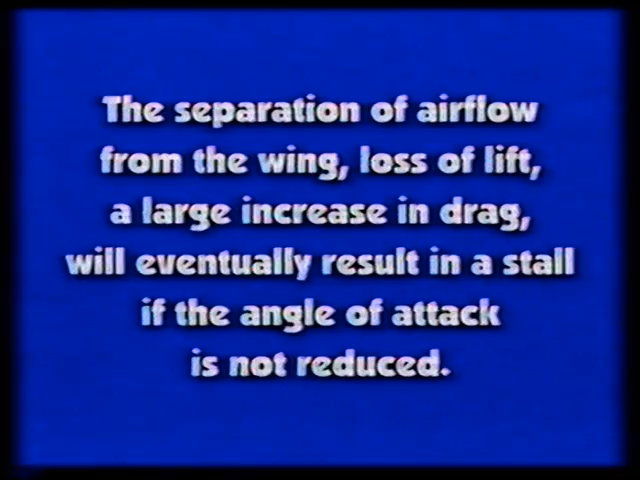 The separation of airflow
from the wing, loss of lift,
a large increase in drag,
will eventually result in a stall
if the angle of attack
is not reduced.